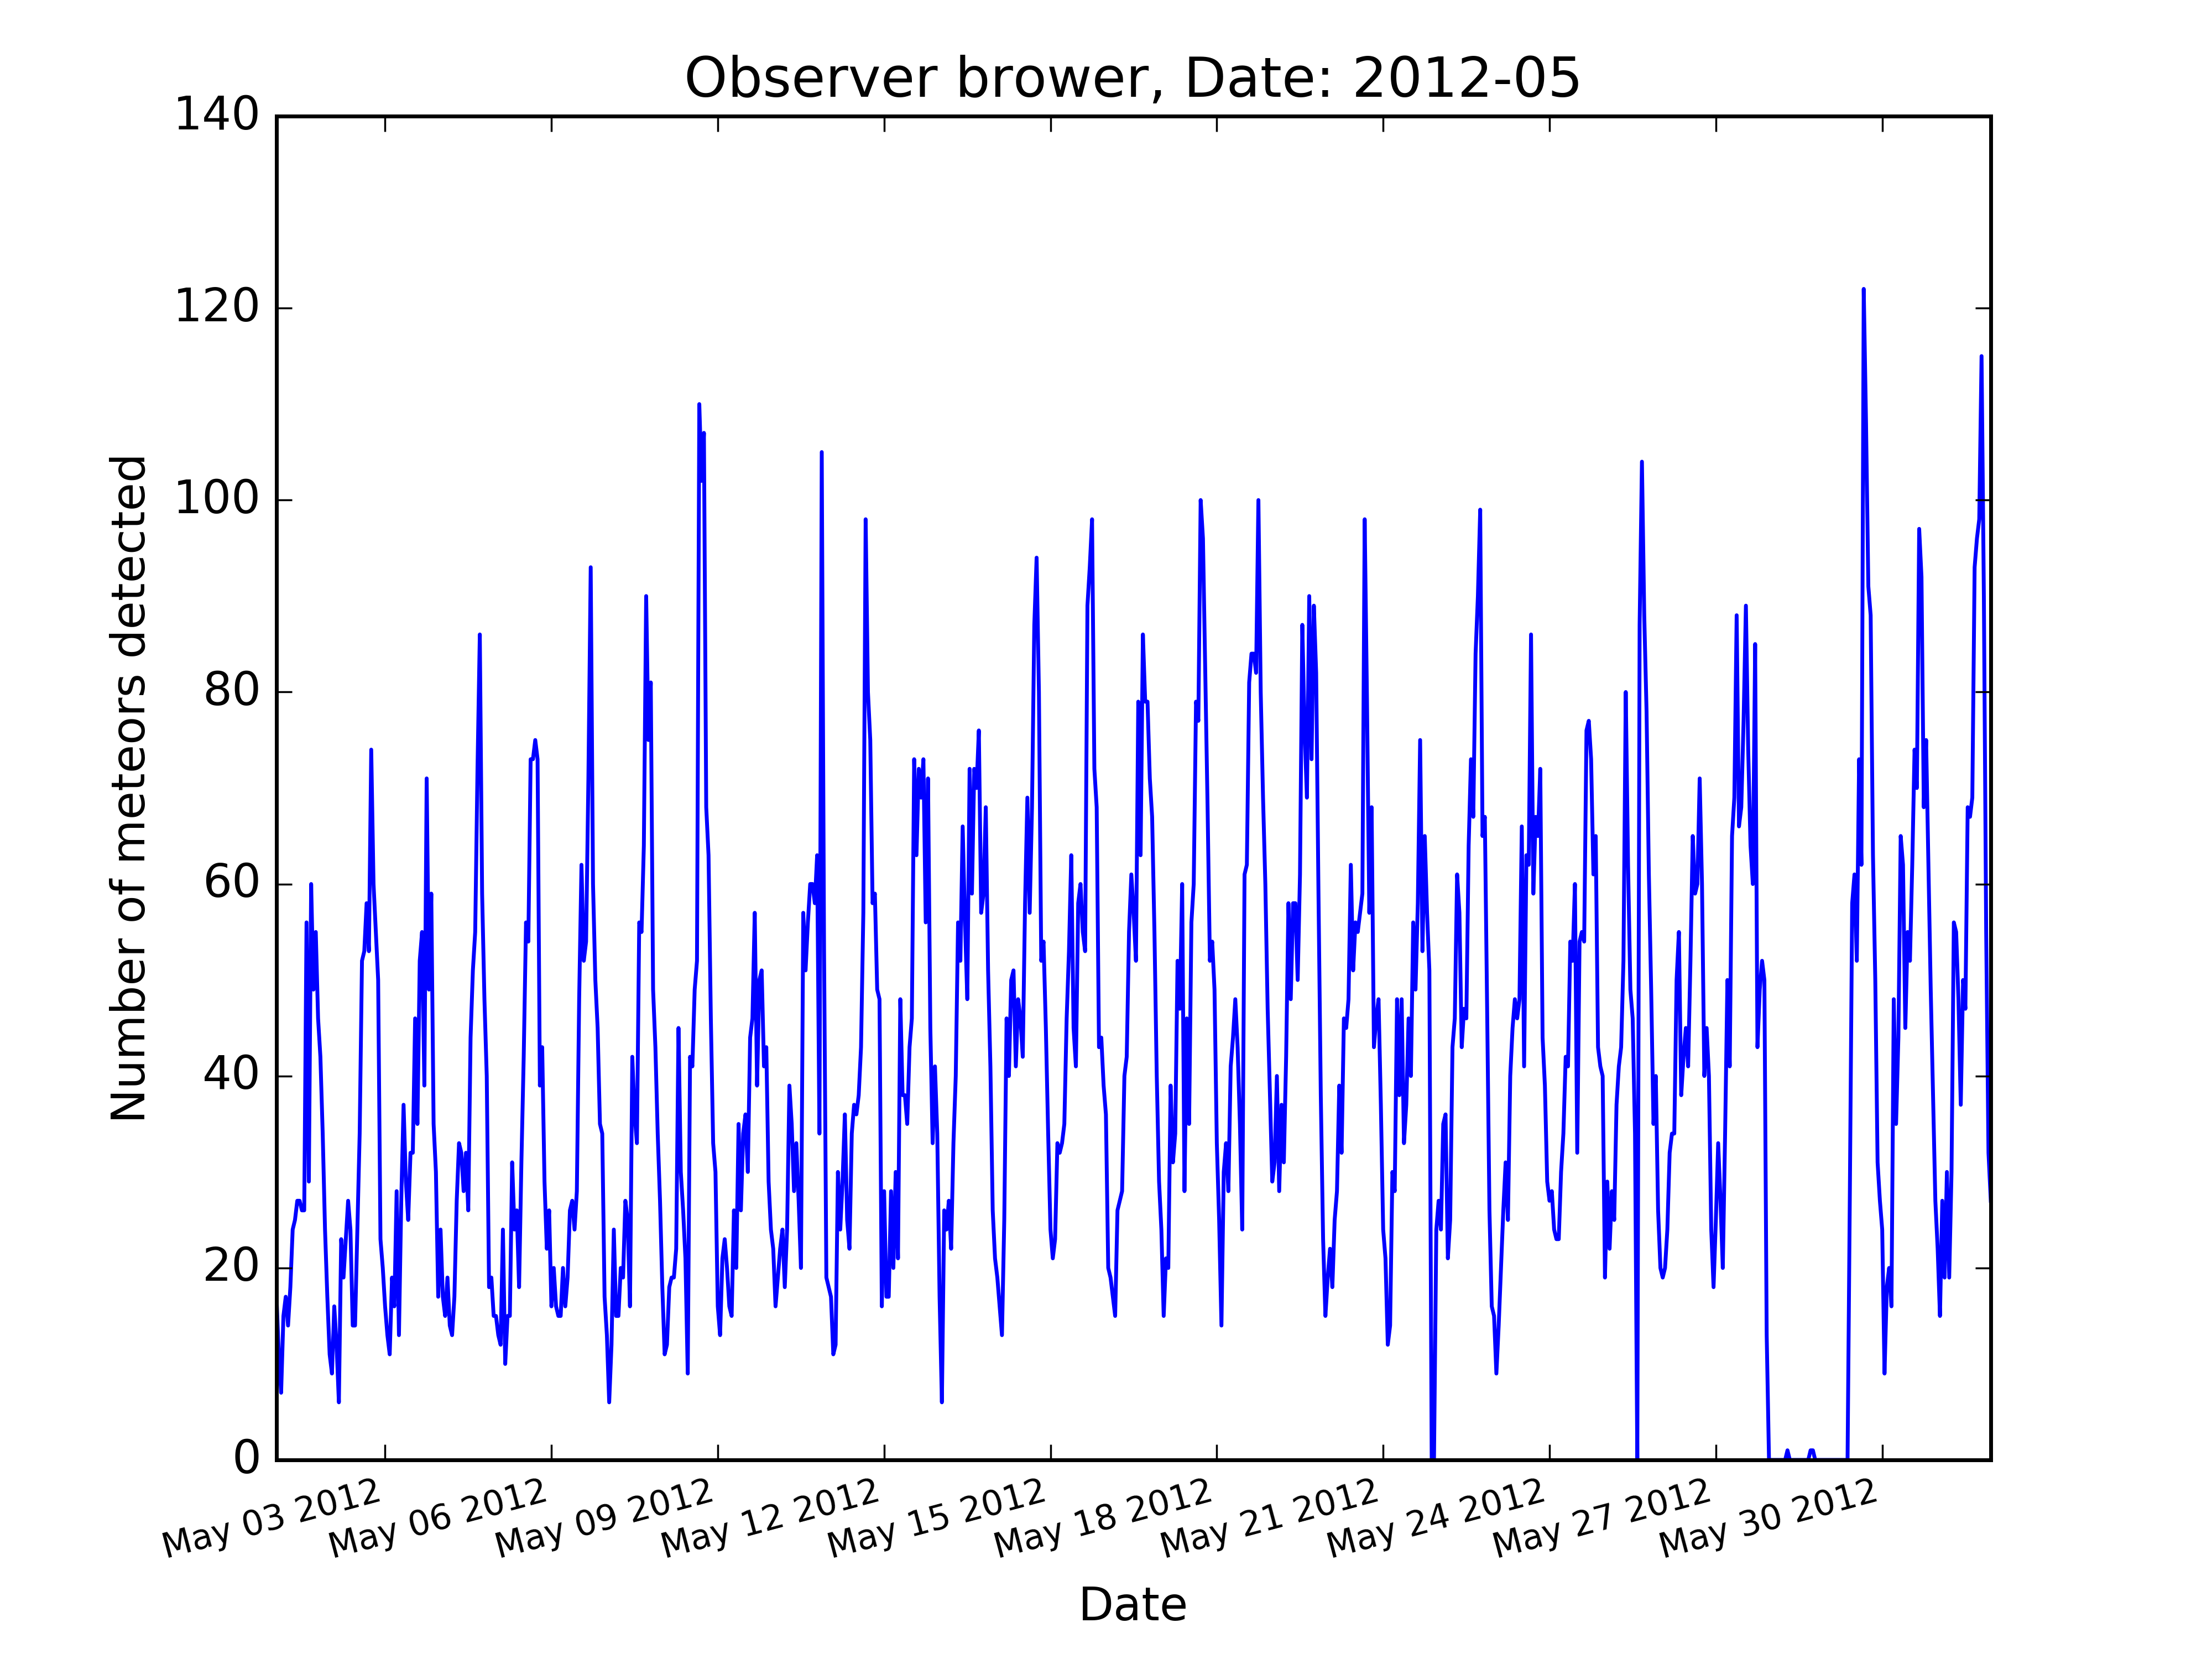 Observer brower, Date: 2012-05
140
120
100
80
60
40
20
0
Number of meteors detected
May 03 2012
May 06 2012
May 09 2012
May 12 2012
May 15 2012
May 18 2012
May 21 2012
May 24 2012
May 27 2012
May 30 2012
Date